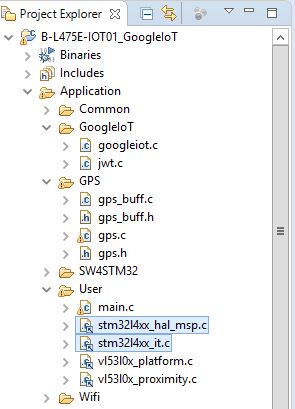 Project Explorer
B-L475E-IOT01_GoogleIoT
Binaries
Includes
Application
Common
GoogleIoT
googleiot.c
jwt.c
GPS
gps_buff.c
gps_buff.h
gps.c
gps.h
SW4STM32
User
main.c
stm32l4xx_hal_msp.c
stm32l4xx_it.c
vl53l0x_platform.c
vl53l0x_proximity.c
Wifi